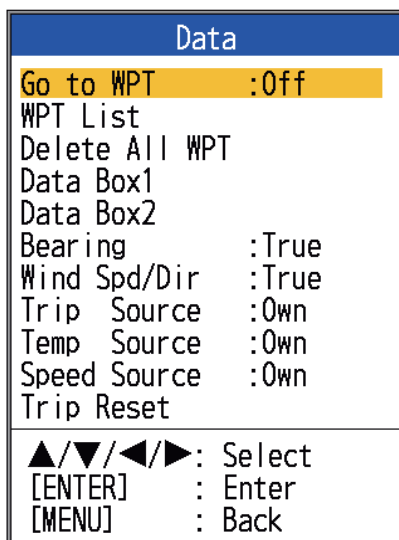 Data
Go to WPT :Off
WPT List
Delete All WPT
Data Box1
Data Box2
Bearing :True
Wind Spd/Dir :True
Trip Source :Own
Temp Source :Own
Speed Source :Own
Trip Reset
▲/▼/◀/▶: Select
[ENTER] : Enter
[MENU] : Back